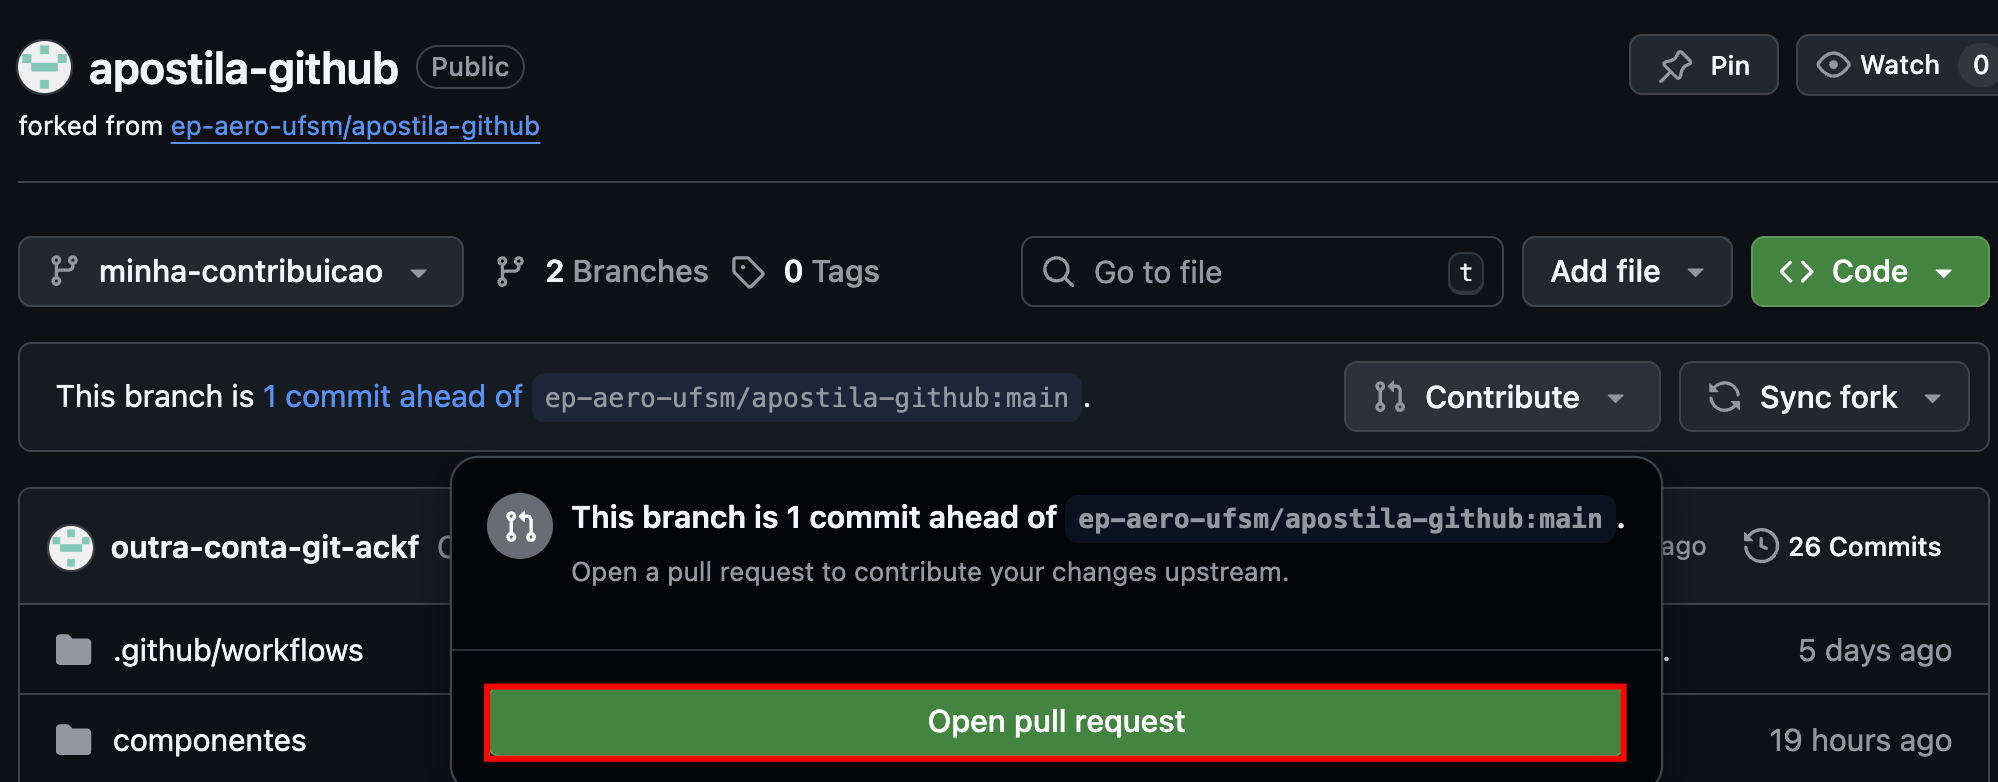 apostila-github Public Pin Watch 0
forked from ep-aero-ufsm/apostila-github
minha-contribuicao 2 Branches 0 Tags Go to file t Add file Code
This branch is 1 commit ahead of ep-aero-ufsm/apostila-github:main . Contribute Sync fork
This branch is 1 commit ahead of ep-aero-ufsm/apostila-github:main .
Open a pull request to contribute your changes upstream.
outra-conta-git-ackf ago 26 Commits
.github/workflows . 5 days ago
Open pull request
componentes 19 hours ago